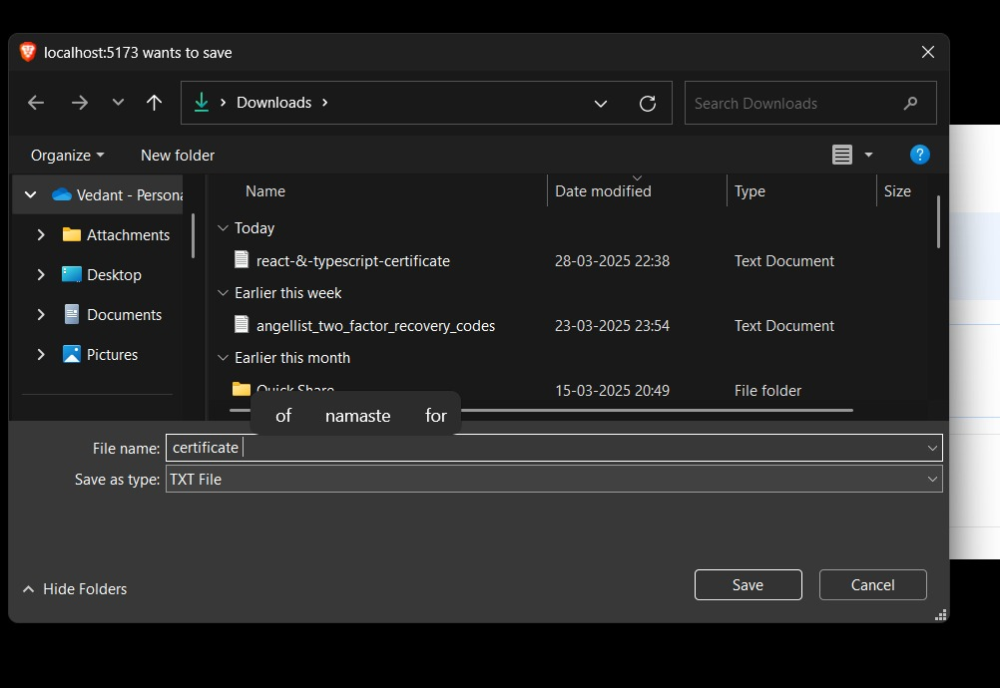 localhost:5173 wants to save
Downloads
Search Downloads
Organize
New folder
?
Name Date modified Type Size
Vedant - Persona
Attachments
Desktop
Documents
Pictures
Today
react-&-typescript-certificate 28-03-2025 22:38 Text Document
Earlier this week
angellist_two_factor_recovery_codes 23-03-2025 23:54 Text Document
Earlier this month
Quick Share 15-03-2025 20:49 File folder
of namaste for
File name: certificate
Save as type: TXT File
Hide Folders
Save
Cancel